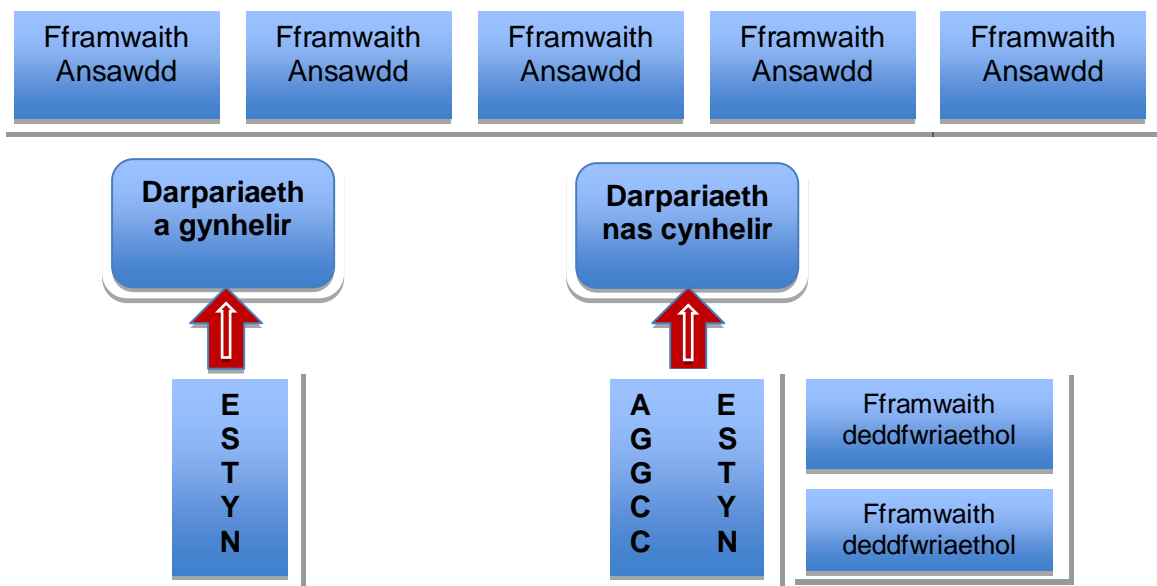 Fframwaith
Ansawdd
Fframwaith
Ansawdd
Fframwaith
Ansawdd
Fframwaith
Ansawdd
Fframwaith
Ansawdd
Darpariaeth
a gynhelir
Darpariaeth
nas cynhelir
E
S
T
Y
N
A
G
G
C
C
E
S
T
Y
N
Fframwaith
deddfwriaethol
Fframwaith
deddfwriaethol